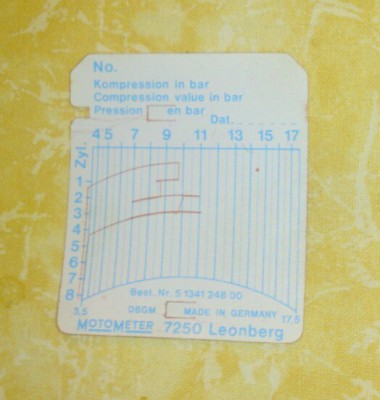 No.
Kompression in bar
Compression value in bar
Pression en bar
Dat.
4 5 7 9 11 13 15 17
Zyl.
1
2
3
4
5
6
7
8
3,5 17,5
Best. Nr. 5 1341 248 00
DBGM MADE IN GERMANY
MOTOMETER 7250 Leonberg